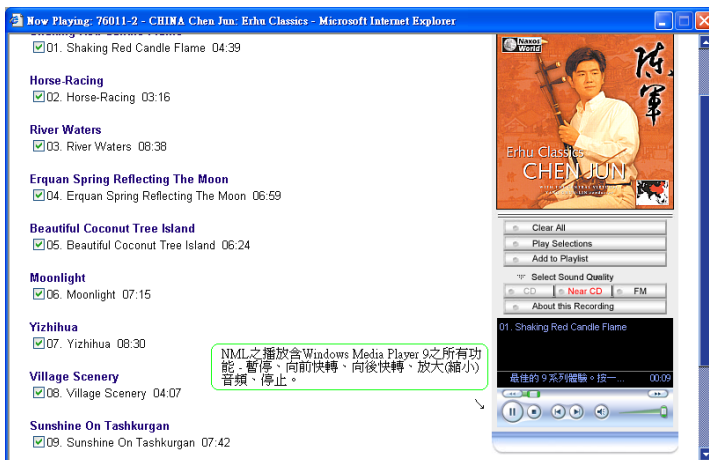 Now Playing: 76011-2 - CHINA Chen Jun: Erhu Classics - Microsoft Internet Explorer
Shaking Red Candle Flame
01. Shaking Red Candle Flame 04:39
Horse-Racing
02. Horse-Racing 03:16
River Waters
03. River Waters 08:38
Erquan Spring Reflecting The Moon
04. Erquan Spring Reflecting The Moon 06:59
Beautiful Coconut Tree Island
05. Beautiful Coconut Tree Island 06:24
Moonlight
06. Moonlight 07:15
Yizhihua
07. Yizhihua 08:30
Village Scenery
08. Village Scenery 04:07
Sunshine On Tashkurgan
09. Sunshine On Tashkurgan 07:42
NML之播放含Windows Media Player 9之所有功
能 - 暫停、向前快轉、向後快轉、放大(縮小)
音頻、停止。
Naxos
World
陳軍
Erhu Classics
CHEN JUN
Clear All
Play Selections
Add to Playlist
Select Sound Quality
CD Near CD FM
About this Recording
01. Shaking Red Candle Flame
最佳的 9 系列體驗。按一... 00:09